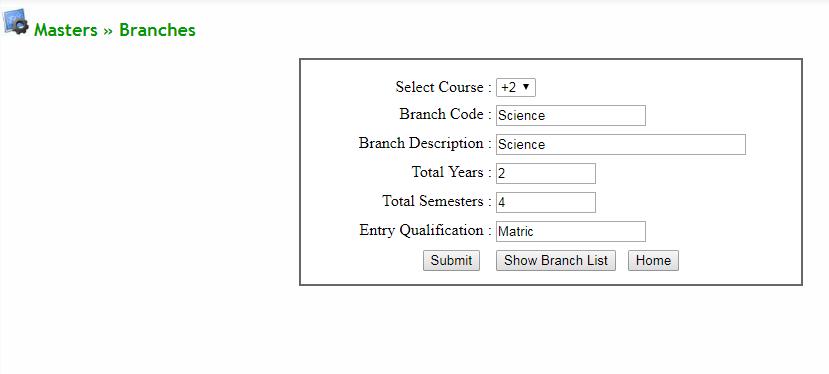 Masters » Branches
Select Course : +2
Branch Code : Science
Branch Description : Science
Total Years : 2
Total Semesters : 4
Entry Qualification : Matric
Submit Show Branch List Home